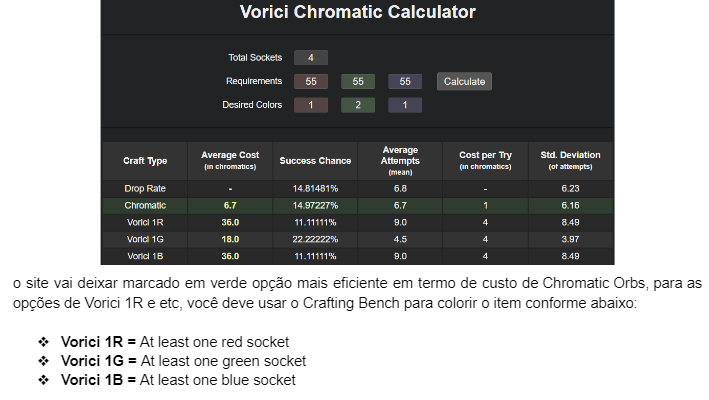 Vorici Chromatic Calculator
Total Sockets 4
Requirements 55 55 55 Calculate
Desired Colors 1 2 1
Craft Type Average Cost (in chromatics) Success Chance Average Attempts (mean) Cost per Try (in chromatics) Std. Deviation (of attempts)
Drop Rate - 14.81481% 6.8 - 6.23
Chromatic 6.7 14.97227% 6.7 1 6.16
Vorici 1R 36.0 11.11111% 9.0 4 8.49
Vorici 1G 18.0 22.22222% 4.5 4 3.97
Vorici 1B 36.0 11.11111% 9.0 4 8.49
o site vai deixar marcado em verde opção mais eficiente em termo de custo de Chromatic Orbs, para as
opções de Vorici 1R e etc, você deve usar o Crafting Bench para colorir o item conforme abaixo:
❖ Vorici 1R = At least one red socket
❖ Vorici 1G = At least one green socket
❖ Vorici 1B = At least one blue socket